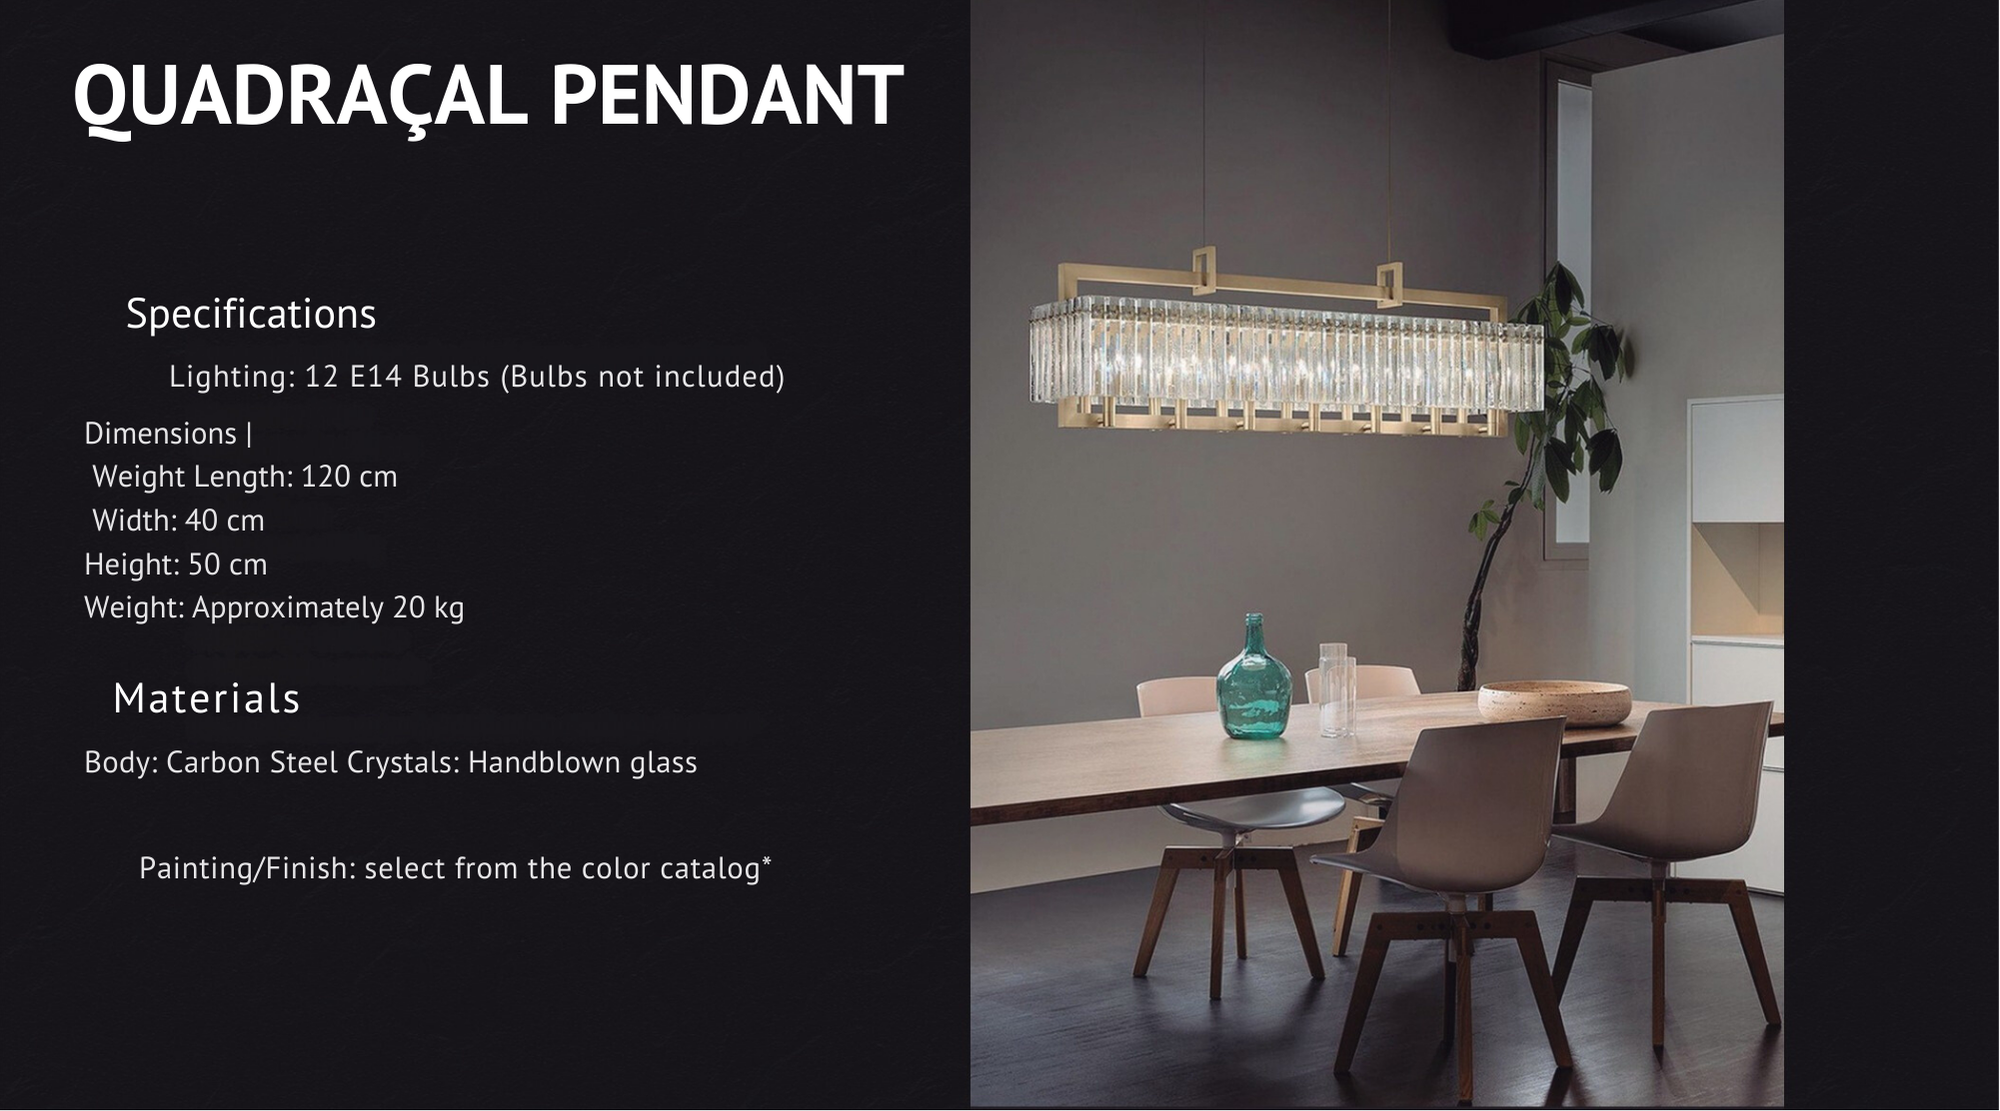 QUADRAÇAL PENDANT
Specifications
Lighting: 12 E14 Bulbs (Bulbs not included)
Dimensions |
Weight Length: 120 cm
Width: 40 cm
Height: 50 cm
Weight: Approximately 20 kg
Materials
Body: Carbon Steel Crystals: Handblown glass
Painting/Finish: select from the color catalog*